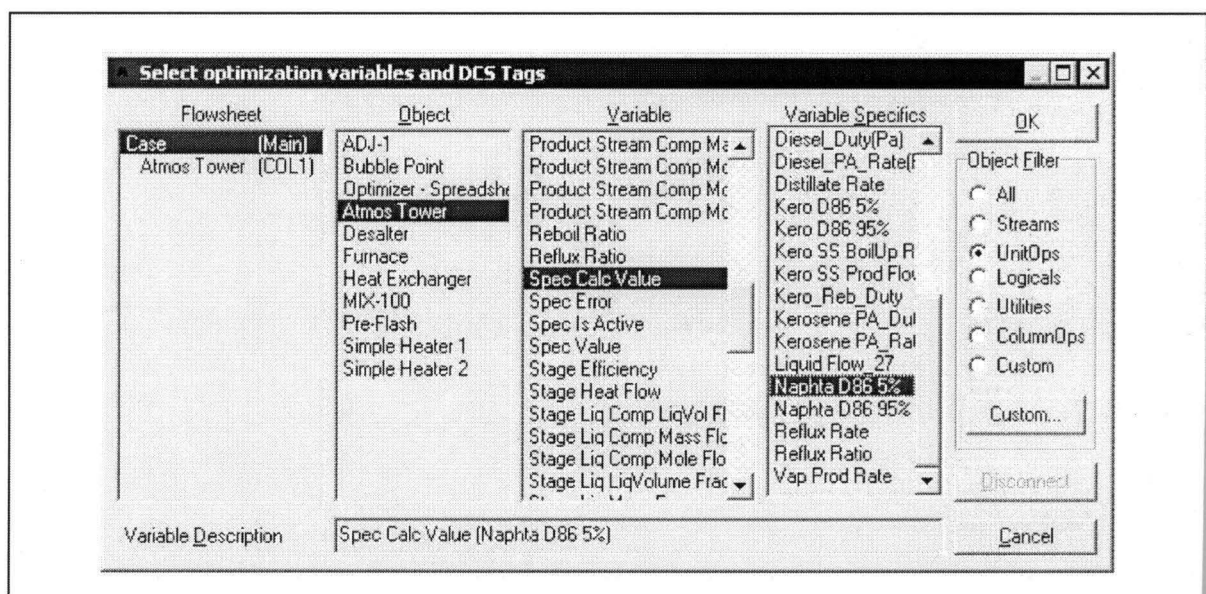 Select optimization variables and DCS Tags
Flowsheet
Case (Main)
Atmos Tower (COL1)
Object
ADJ-1
Bubble Point
Optimizer - Spreadshe
Atmos Tower
Desalter
Furnace
Heat Exchanger
MIX-100
Pre-Flash
Simple Heater 1
Simple Heater 2
Variable
Product Stream Comp Ma
Product Stream Comp Mc
Product Stream Comp Mc
Product Stream Comp Mc
Reboil Ratio
Reflux Ratio
Spec Calc Value
Spec Error
Spec Is Active
Spec Value
Stage Efficiency
Stage Heat Flow
Stage Liq Comp LiqVol Fl
Stage Liq Comp Mass Flc
Stage Liq Comp Mole Flo
Stage Liq LiqVolume Frac
Variable Specifics
Diesel_Duty(Pa)
Diesel_PA_Rate(F
Distillate Rate
Kero D86 5%
Kero D86 95%
Kero SS BoilUp R
Kero SS Prod Flov
Kero_Reb_Duty
Kerosene PA_Dut
Kerosene PA_Rat
Liquid Flow_27
Naphta D86 5%
Naphta D86 95%
Reflux Rate
Reflux Ratio
Vap Prod Rate
OK
Object Filter
All
Streams
UnitOps
Logicals
Utilities
ColumnOps
Custom
Custom...
Disconnect
Cancel
Variable Description
Spec Calc Value (Naphta D86 5%)